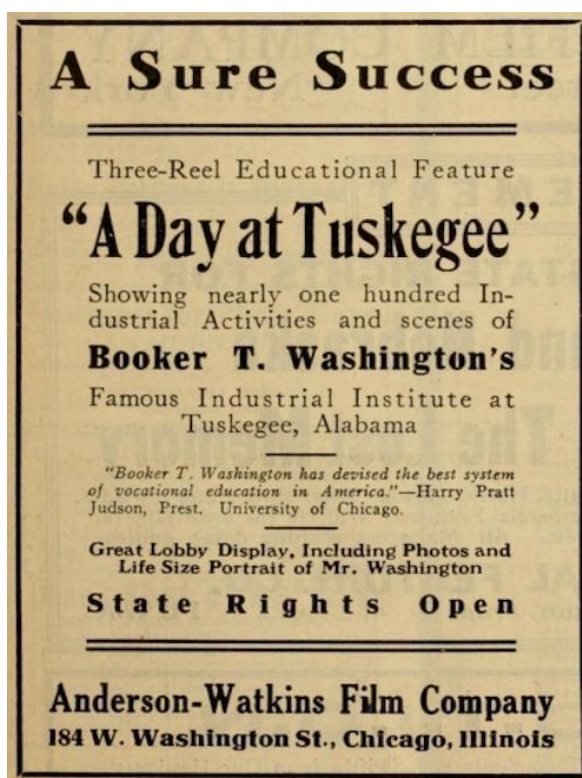 A Sure Success
Three-Reel Educational Feature
“A Day at Tuskegee”
Showing nearly one hundred In-
dustrial Activities and scenes of
Booker T. Washington's
Famous Industrial Institute at
Tuskegee, Alabama
"Booker T. Washington has devised the best system
of vocational education in America."—Harry Pratt
Judson, Prest. University of Chicago.
Great Lobby Display, Including Photos and
Life Size Portrait of Mr. Washington
State Rights Open
Anderson-Watkins Film Company
184 W. Washington St., Chicago, Illinois